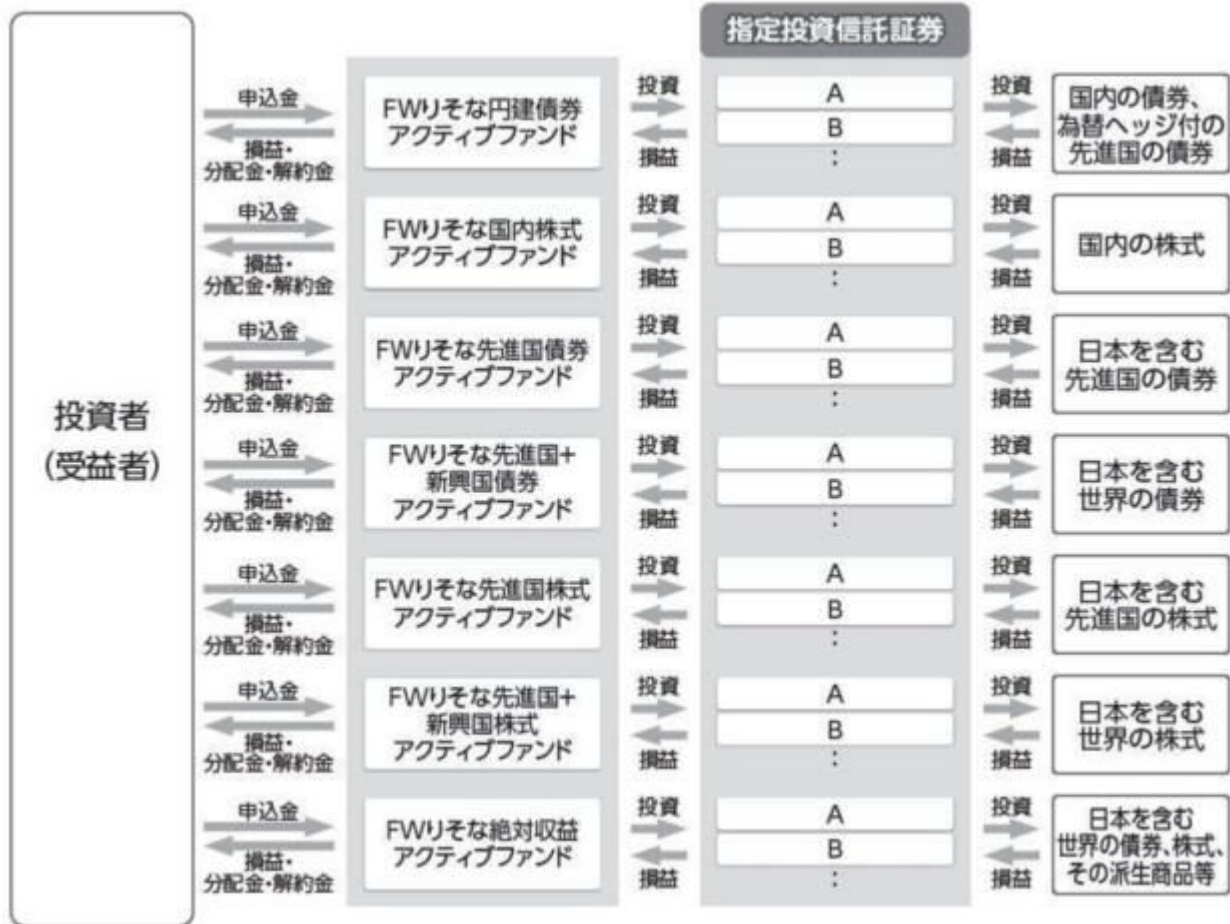 指定投資信託証券
投資者
(受益者)
申込金
損益・
分配金・解約金
FWりそな円建債券
アクティブファンド
投資
損益
A
B
:
投資
損益
国内の債券、
為替ヘッジ付の
先進国の債券
申込金
損益・
分配金・解約金
FWりそな国内株式
アクティブファンド
投資
損益
A
B
:
投資
損益
国内の株式
申込金
損益・
分配金・解約金
FWりそな先進国債券
アクティブファンド
投資
損益
A
B
:
投資
損益
日本を含む
先進国の債券
申込金
損益・
分配金・解約金
FWりそな先進国+
新興国債券
アクティブファンド
投資
損益
A
B
:
投資
損益
日本を含む
世界の債券
申込金
損益・
分配金・解約金
FWりそな先進国株式
アクティブファンド
投資
損益
A
B
:
投資
損益
日本を含む
先進国の株式
申込金
損益・
分配金・解約金
FWりそな先進国+
新興国株式
アクティブファンド
投資
損益
A
B
:
投資
損益
日本を含む
世界の株式
申込金
損益・
分配金・解約金
FWりそな絶対収益
アクティブファンド
投資
損益
A
B
:
投資
損益
日本を含む
世界の債券、株式、
その派生商品等